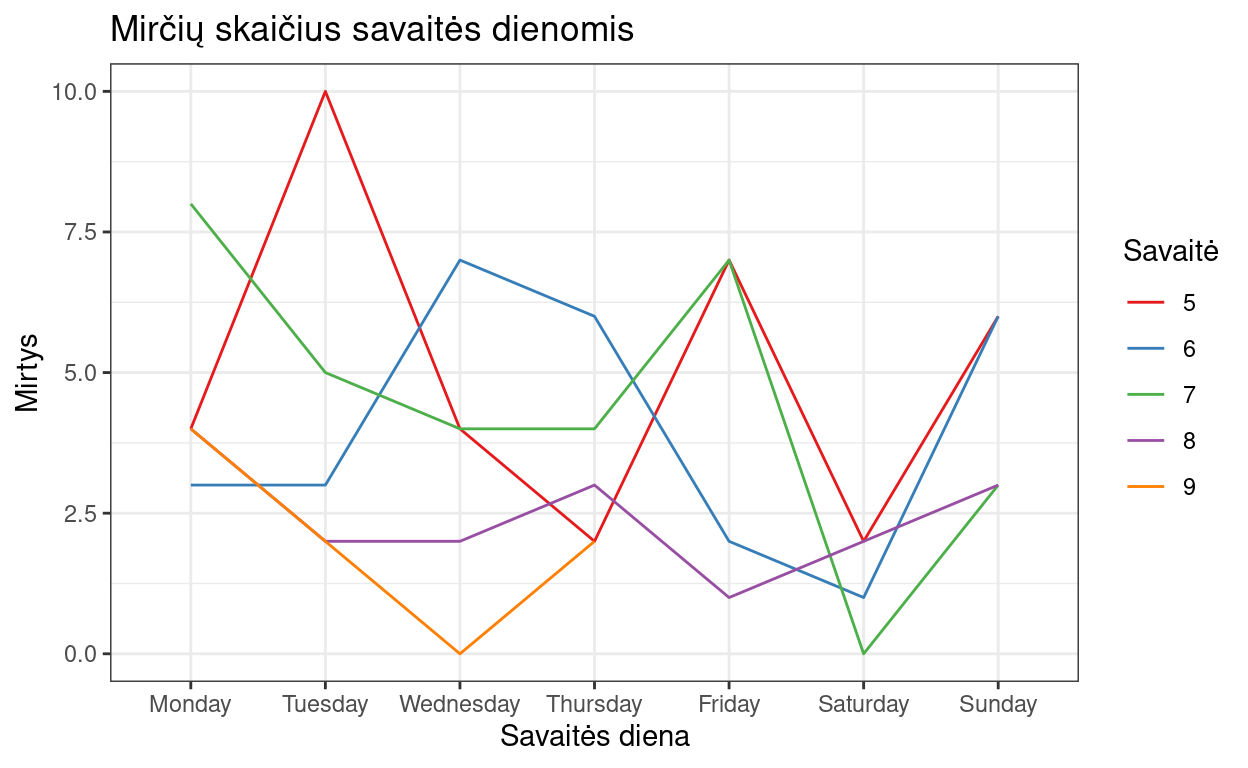 Mirčių skaičius savaitės dienomis
10.0
7.5
5.0
2.5
0.0
Mirtys
Monday Tuesday Wednesday Thursday Friday Saturday Sunday
Savaitės diena
Savaitė
5
6
7
8
9